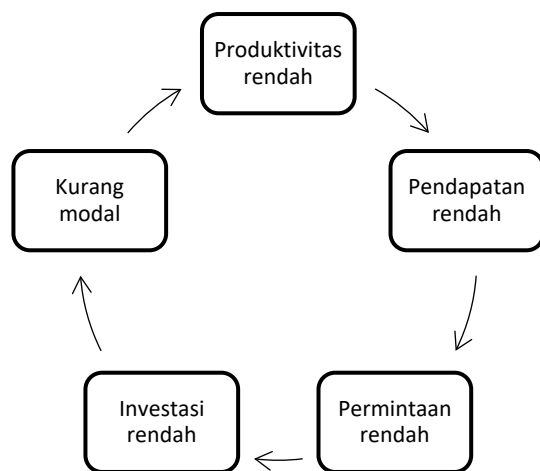 Produktivitas
rendah
Pendapatan
rendah
Permintaan
rendah
Investasi
rendah
Kurang
modal